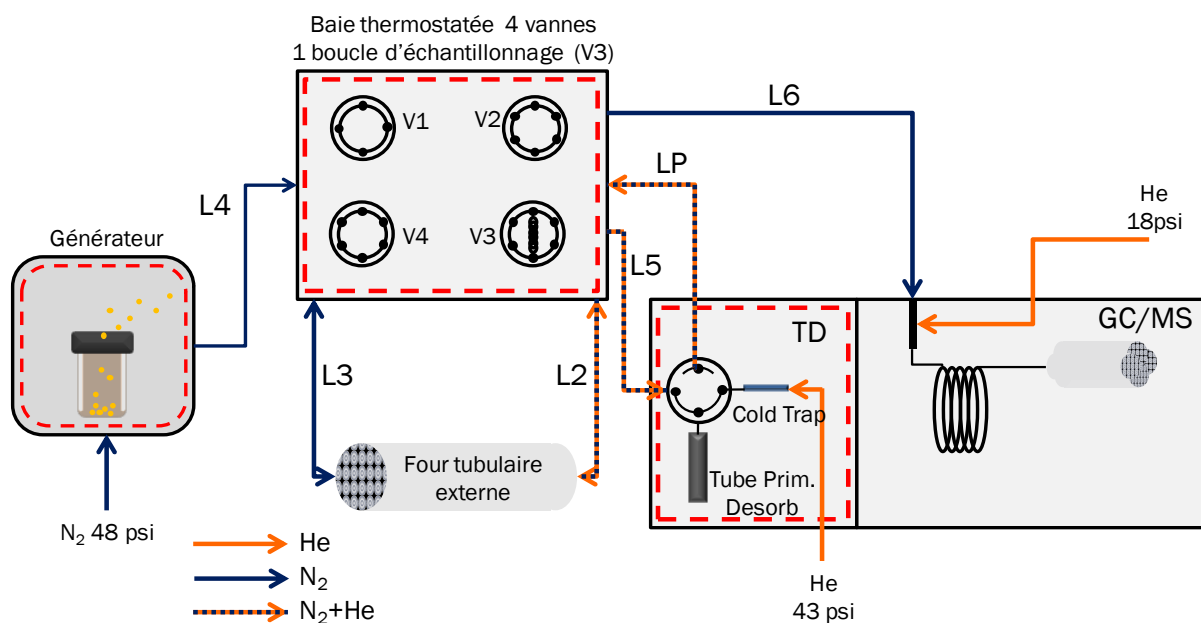 Baie thermostatée 4 vannes
1 boucle d'échantillonnage (V3)
V1
V2
L6
L4
LP
He
18psi
Générateur
V4
V3
L5
TD
GC/MS
L3
L2
Cold Trap
Four tubulaire
externe
Tube Prim.
Desorb
N₂ 48 psi
He
N₂
N₂+He
He
43 psi